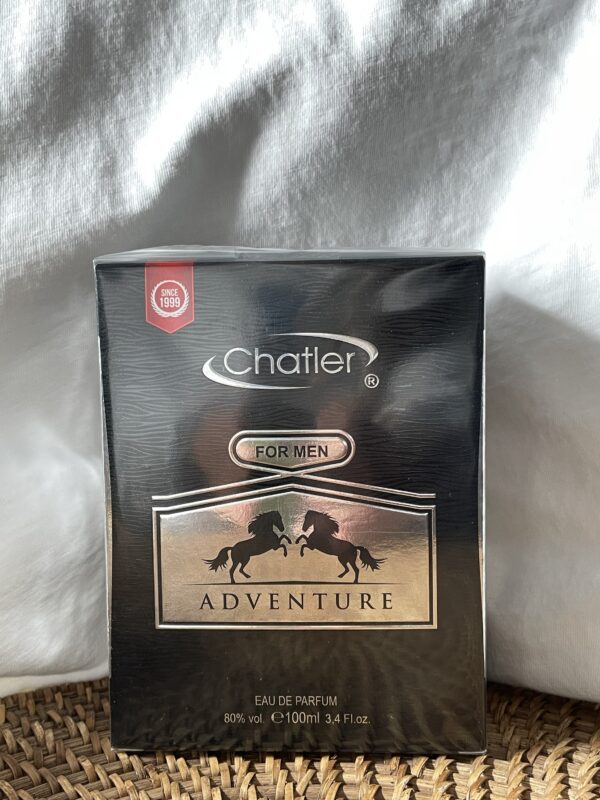 SINCE
1999
Chatler
®
FOR MEN
ADVENTURE
EAU DE PARFUM
80% vol. ℮100ml 3,4 Fl.oz.